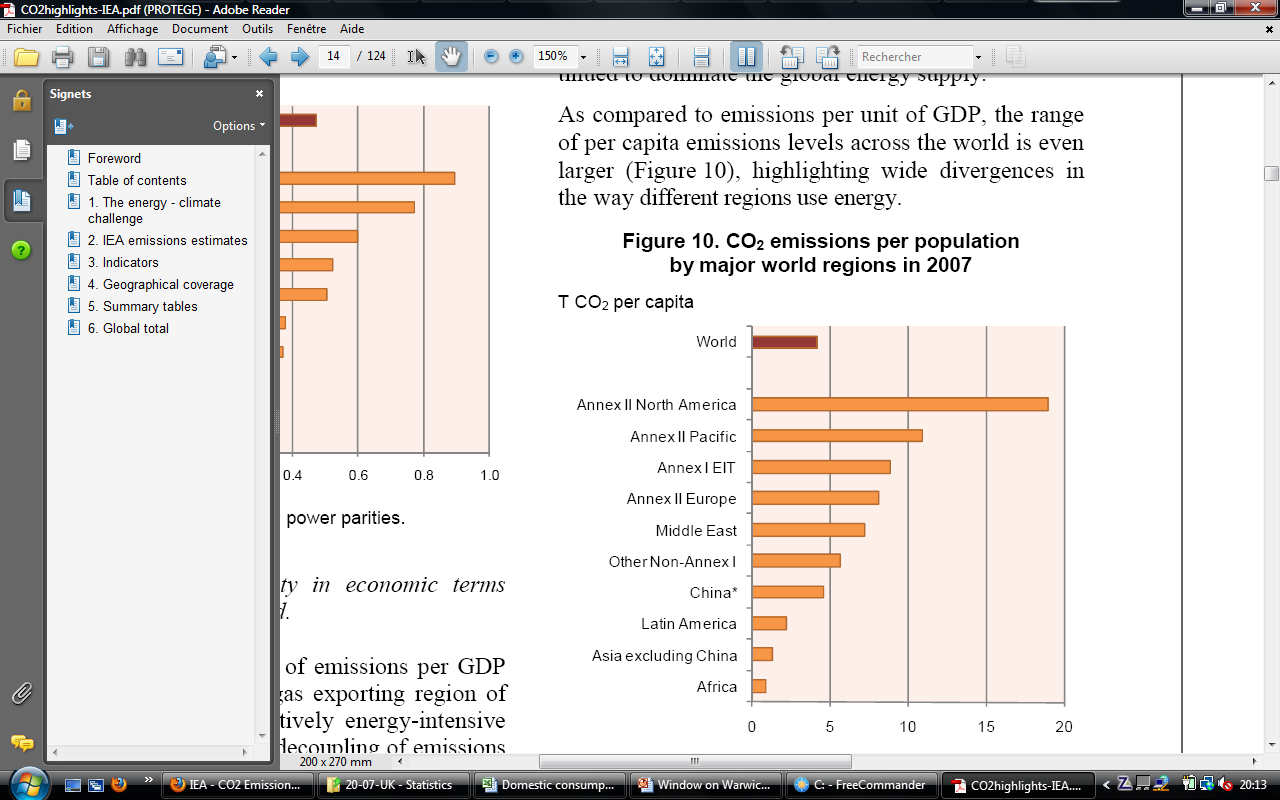 CO2highlights-IEA.pdf (PROTEGE) - Adobe Reader
Fichier Edition Affichage Document Outils Fenêtre Aide
14 / 124 150% Rechercher
Signets
Options
Foreword
Table of contents
1. The energy - climate
challenge
2. IEA emissions estimates
3. Indicators
4. Geographical coverage
5. Summary tables
6. Global total
0.4 0.6 0.8 1.0
power parities.
ty in economic terms
d.
of emissions per GDP
gas exporting region of
tively energy-intensive
decoupling of emissions
tinued to dominate the global energy supply.
As compared to emissions per unit of GDP, the range
of per capita emissions levels across the world is even
larger (Figure 10), highlighting wide divergences in
the way different regions use energy.
Figure 10. CO₂ emissions per population
by major world regions in 2007
T CO₂ per capita
World
Annex II North America
Annex II Pacific
Annex I EIT
Annex II Europe
Middle East
Other Non-Annex I
China*
Latin America
Asia excluding China
Africa
0 5 10 15 20
200 x 270 mm
IEA - CO2 Emission... 20-07-UK - Statistics Domestic consump... Window on Warwic... C: - FreeCommander CO2highlights-IEA.... 20:13